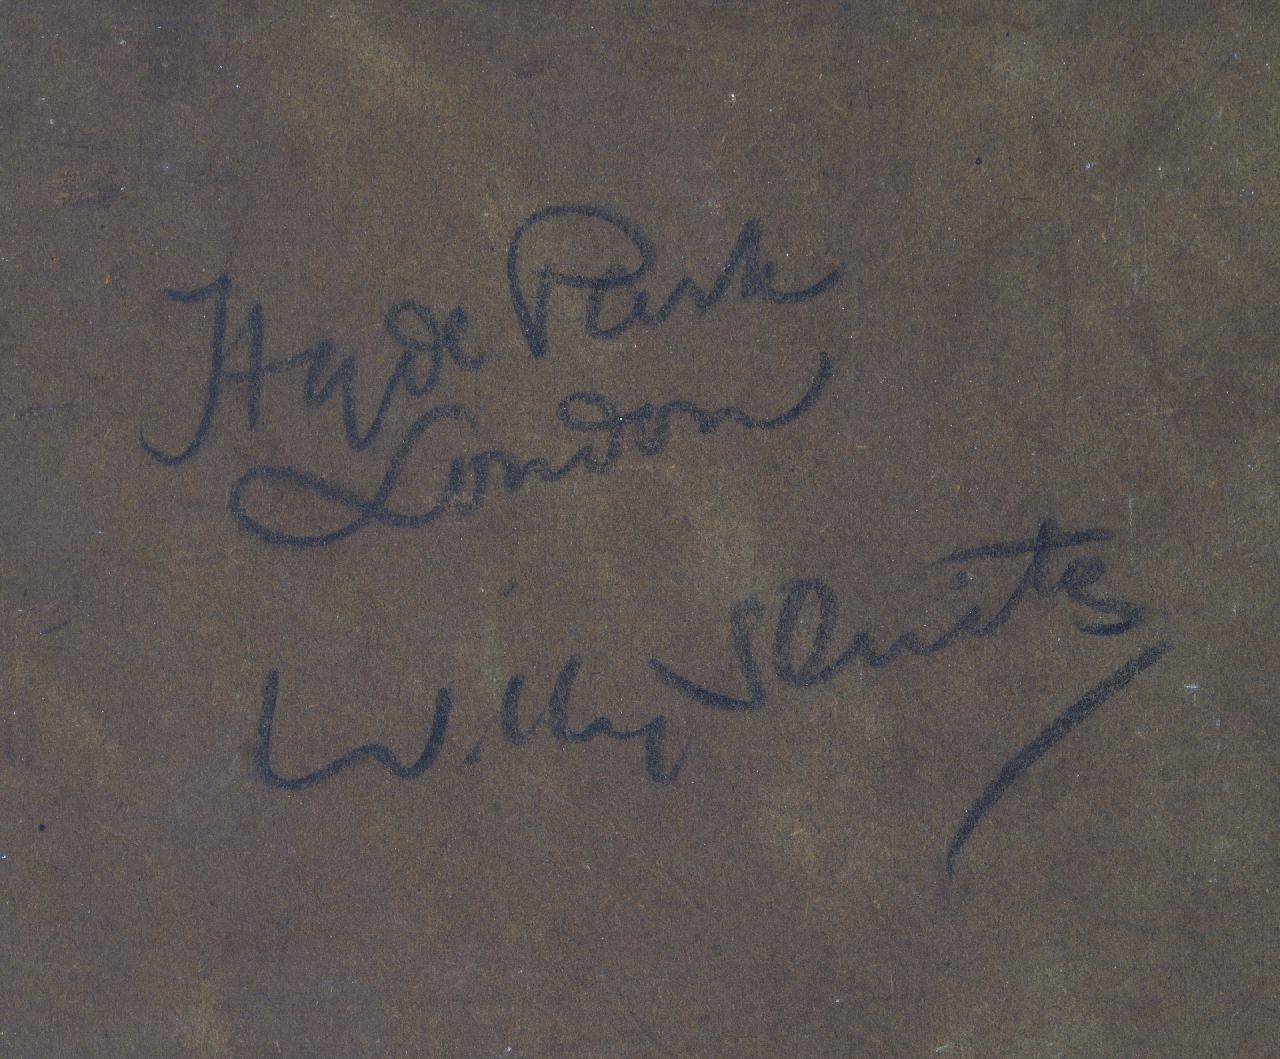 Hyde Park
London
Willy Sluiter